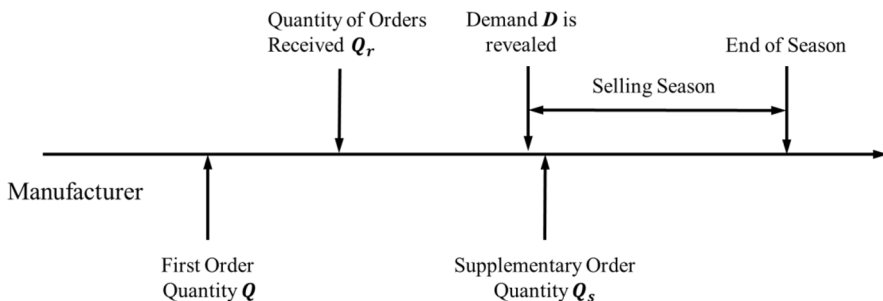 Quantity of Orders
Received Q_r
Demand D is
revealed
End of Season
Selling Season
Manufacturer
First Order
Quantity Q
Supplementary Order
Quantity Q_s